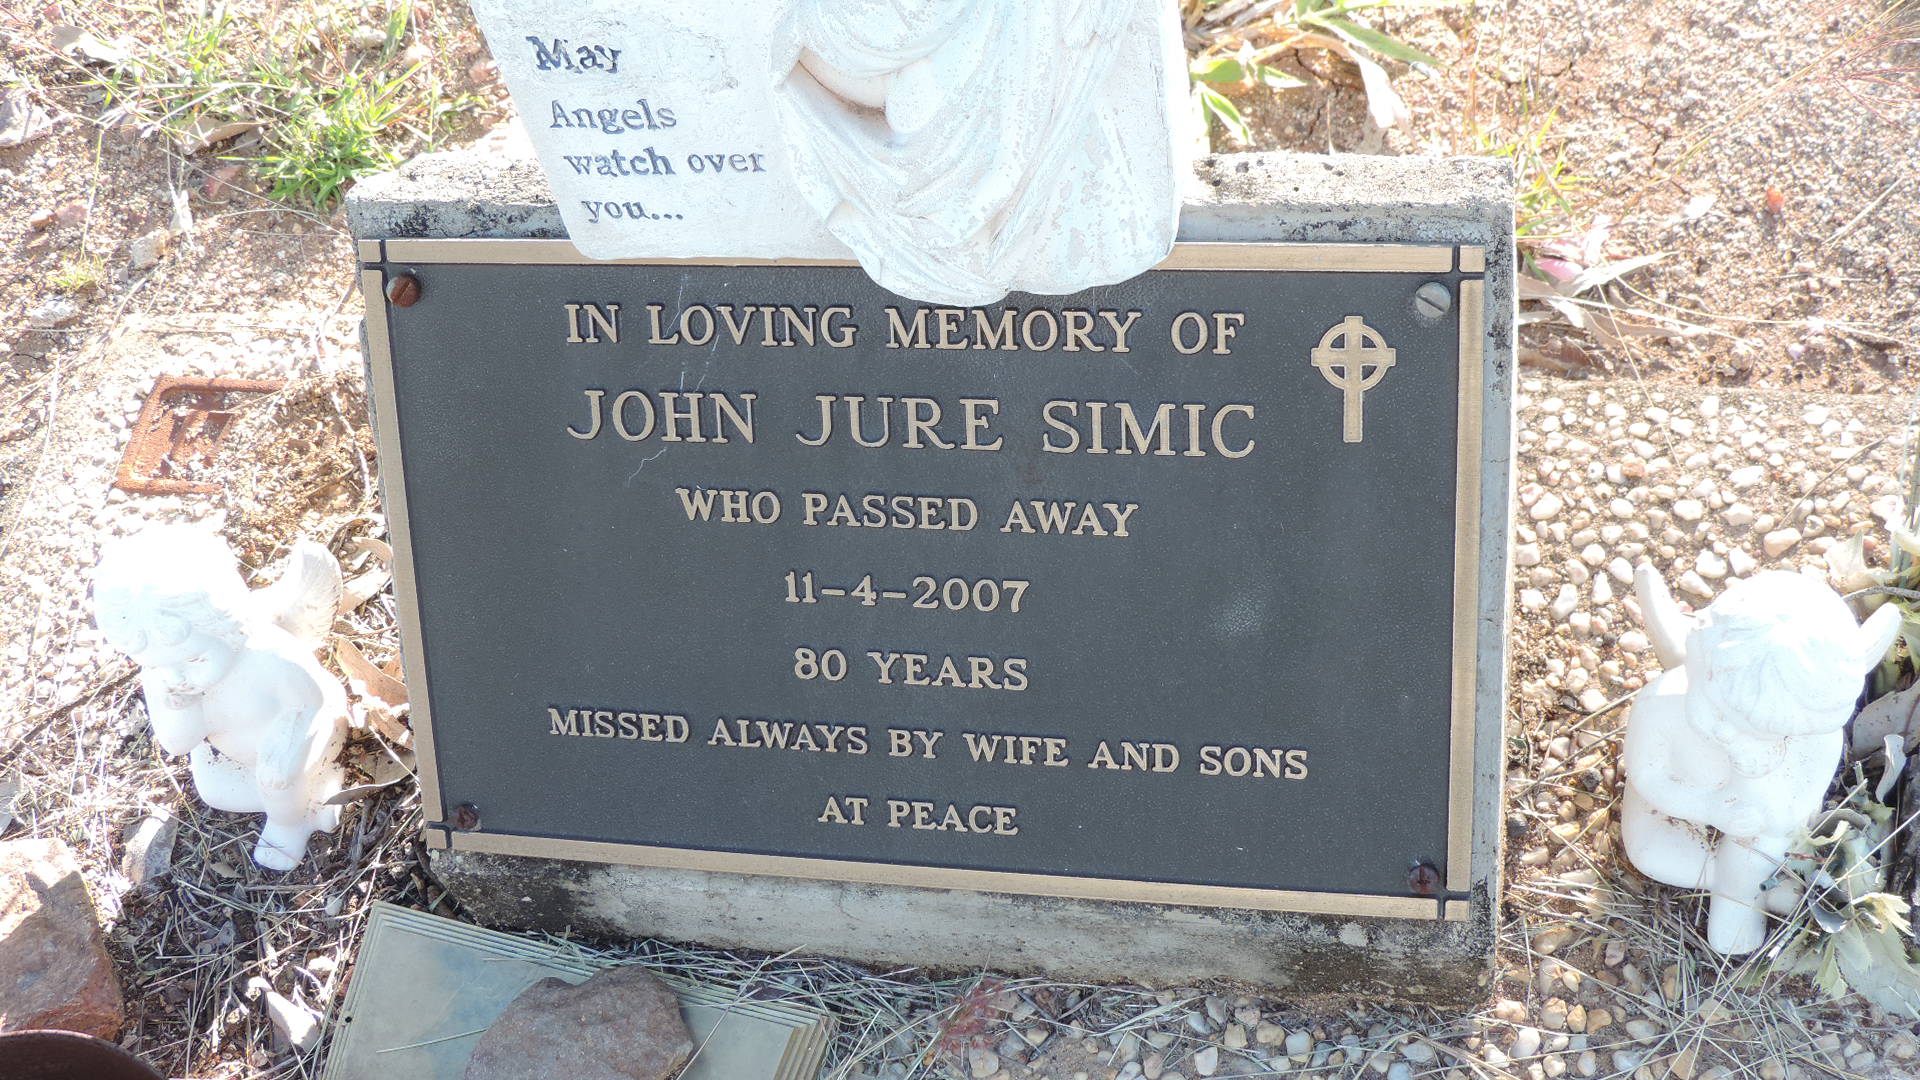 May
Angels
watch over
you...
IN LOVING MEMORY OF
JOHN JURE SIMIC
WHO PASSED AWAY
11-4-2007
80 YEARS
MISSED ALWAYS BY WIFE AND SONS
AT PEACE